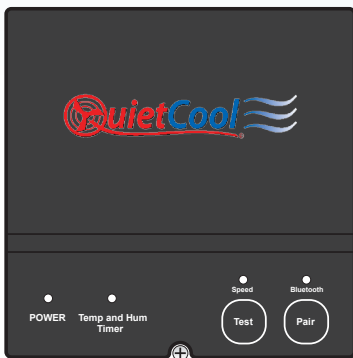 QuietCool
Speed
Bluetooth
POWER
Temp and Hum
Timer
Test
Pair